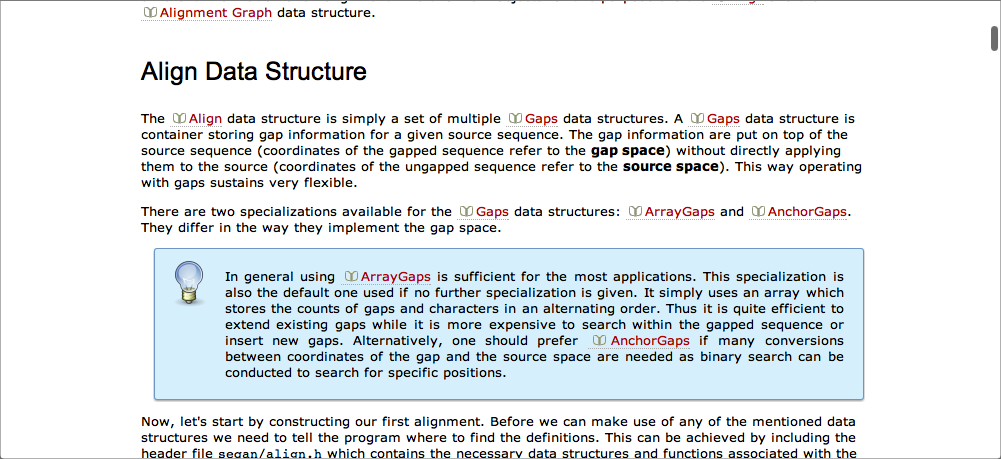 Alignment Graph data structure.
Align Data Structure
The Align data structure is simply a set of multiple Gaps data structures. A Gaps data structure is
container storing gap information for a given source sequence. The gap information are put on top of the
source sequence (coordinates of the gapped sequence refer to the gap space) without directly applying
them to the source (coordinates of the ungapped sequence refer to the source space). This way operating
with gaps sustains very flexible.
There are two specializations available for the Gaps data structures: ArrayGaps and AnchorGaps.
They differ in the way they implement the gap space.
In general using ArrayGaps is sufficient for the most applications. This specialization is
also the default one used if no further specialization is given. It simply uses an array which
stores the counts of gaps and characters in an alternating order. Thus it is quite efficient to
extend existing gaps while it is more expensive to search within the gapped sequence or
insert new gaps. Alternatively, one should prefer AnchorGaps if many conversions
between coordinates of the gap and the source space are needed as binary search can be
conducted to search for specific positions.
Now, let's start by constructing our first alignment. Before we can make use of any of the mentioned data
structures we need to tell the program where to find the definitions. This can be achieved by including the
header file seqan/align.h which contains the necessary data structures and functions associated with the